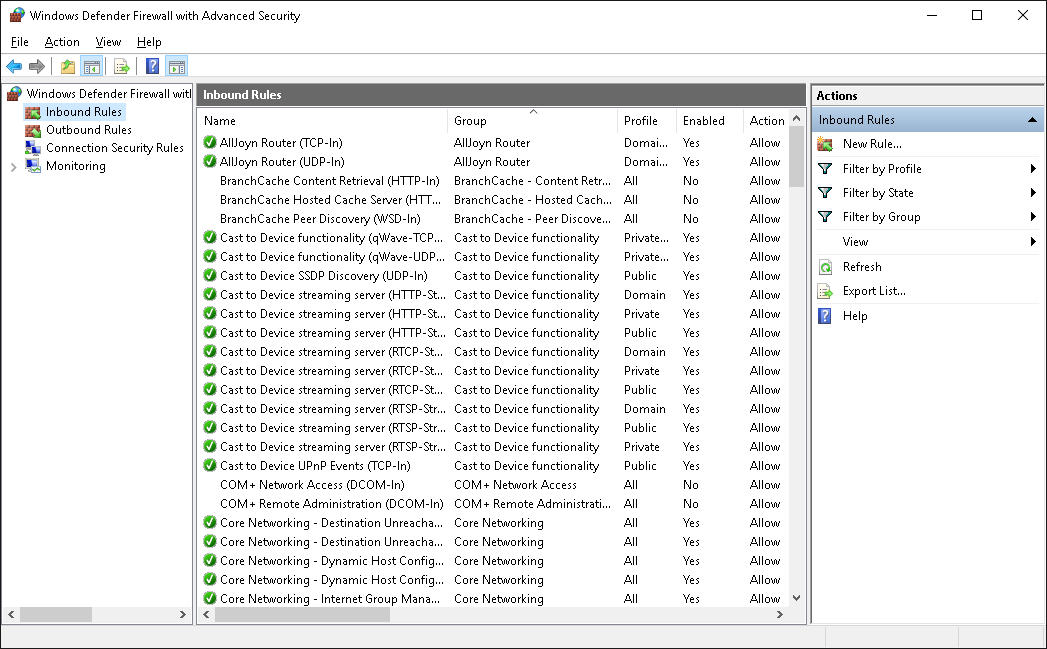 Windows Defender Firewall with Advanced Security
File Action View Help
Windows Defender Firewall witl
Inbound Rules
Outbound Rules
Connection Security Rules
Monitoring
Inbound Rules
Name Group Profile Enabled Action
AllJoyn Router (TCP-In) AllJoyn Router Domai... Yes Allow
AllJoyn Router (UDP-In) AllJoyn Router Domai... Yes Allow
BranchCache Content Retrieval (HTTP-In) BranchCache - Content Retr... All No Allow
BranchCache Hosted Cache Server (HTT... BranchCache - Hosted Cach... All No Allow
BranchCache Peer Discovery (WSD-In) BranchCache - Peer Discove... All No Allow
Cast to Device functionality (qWave-TCP... Cast to Device functionality Private... Yes Allow
Cast to Device functionality (qWave-UDP... Cast to Device functionality Private... Yes Allow
Cast to Device SSDP Discovery (UDP-In) Cast to Device functionality Public Yes Allow
Cast to Device streaming server (HTTP-St... Cast to Device functionality Domain Yes Allow
Cast to Device streaming server (HTTP-St... Cast to Device functionality Private Yes Allow
Cast to Device streaming server (HTTP-St... Cast to Device functionality Public Yes Allow
Cast to Device streaming server (RTCP-St... Cast to Device functionality Domain Yes Allow
Cast to Device streaming server (RTCP-St... Cast to Device functionality Private Yes Allow
Cast to Device streaming server (RTCP-St... Cast to Device functionality Public Yes Allow
Cast to Device streaming server (RTSP-Str... Cast to Device functionality Domain Yes Allow
Cast to Device streaming server (RTSP-Str... Cast to Device functionality Public Yes Allow
Cast to Device streaming server (RTSP-Str... Cast to Device functionality Private Yes Allow
Cast to Device UPnP Events (TCP-In) Cast to Device functionality Public Yes Allow
COM+ Network Access (DCOM-In) COM+ Network Access All No Allow
COM+ Remote Administration (DCOM-In) COM+ Remote Administrati... All No Allow
Core Networking - Destination Unreacha... Core Networking All Yes Allow
Core Networking - Destination Unreacha... Core Networking All Yes Allow
Core Networking - Dynamic Host Config... Core Networking All Yes Allow
Core Networking - Dynamic Host Config... Core Networking All Yes Allow
Core Networking - Internet Group Mana... Core Networking All Yes Allow
Actions
Inbound Rules
New Rule...
Filter by Profile
Filter by State
Filter by Group
View
Refresh
Export List...
Help